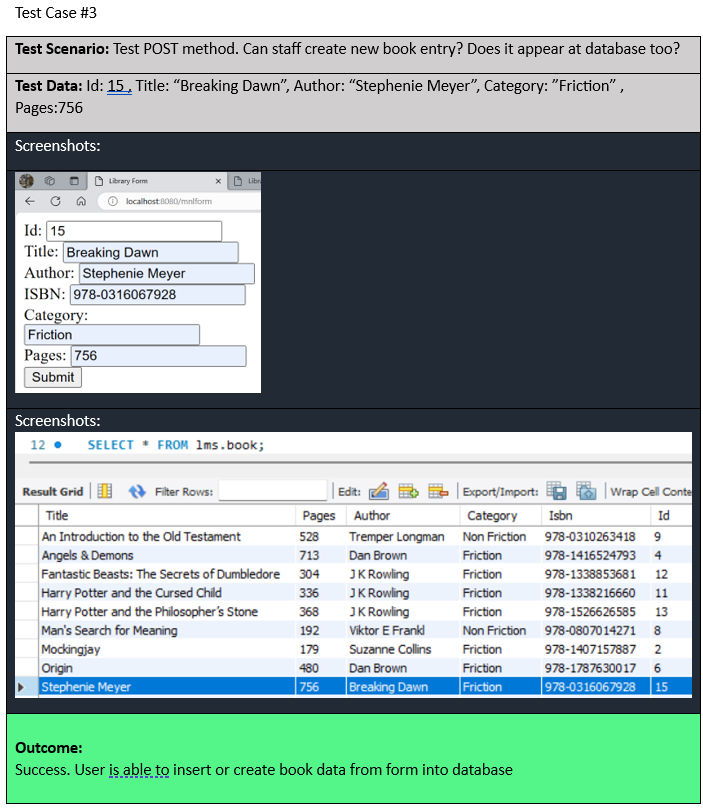 Test Case #3
Test Scenario: Test POST method. Can staff create new book entry? Does it appear at database too?
Test Data: Id: 15 , Title: “Breaking Dawn”, Author: “Stephenie Meyer”, Category: ”Friction” ,
Pages:756
Screenshots:
Library Form
localhost:8080/mnlform
Id: 15
Title: Breaking Dawn
Author: Stephenie Meyer
ISBN: 978-0316067928
Category:
Friction
Pages: 756
Submit
Screenshots:
12 SELECT * FROM lms.book;
Result Grid Filter Rows: Edit: Export/Import: Wrap Cell Conte
Title Pages Author Category Isbn Id
An Introduction to the Old Testament 528 Tremper Longman Non Friction 978-0310263418 9
Angels & Demons 713 Dan Brown Friction 978-1416524793 4
Fantastic Beasts: The Secrets of Dumbledore 304 J K Rowling Friction 978-1338853681 12
Harry Potter and the Cursed Child 336 J K Rowling Friction 978-1338216660 11
Harry Potter and the Philosopher's Stone 368 J K Rowling Friction 978-1526626585 13
Man's Search for Meaning 192 Viktor E Frankl Non Friction 978-0807014271 8
Mockingjay 179 Suzanne Collins Friction 978-1407157887 2
Origin 480 Dan Brown Friction 978-1787630017 6
Stephenie Meyer 756 Breaking Dawn Friction 978-0316067928 15
Outcome:
Success. User is able to insert or create book data from form into database